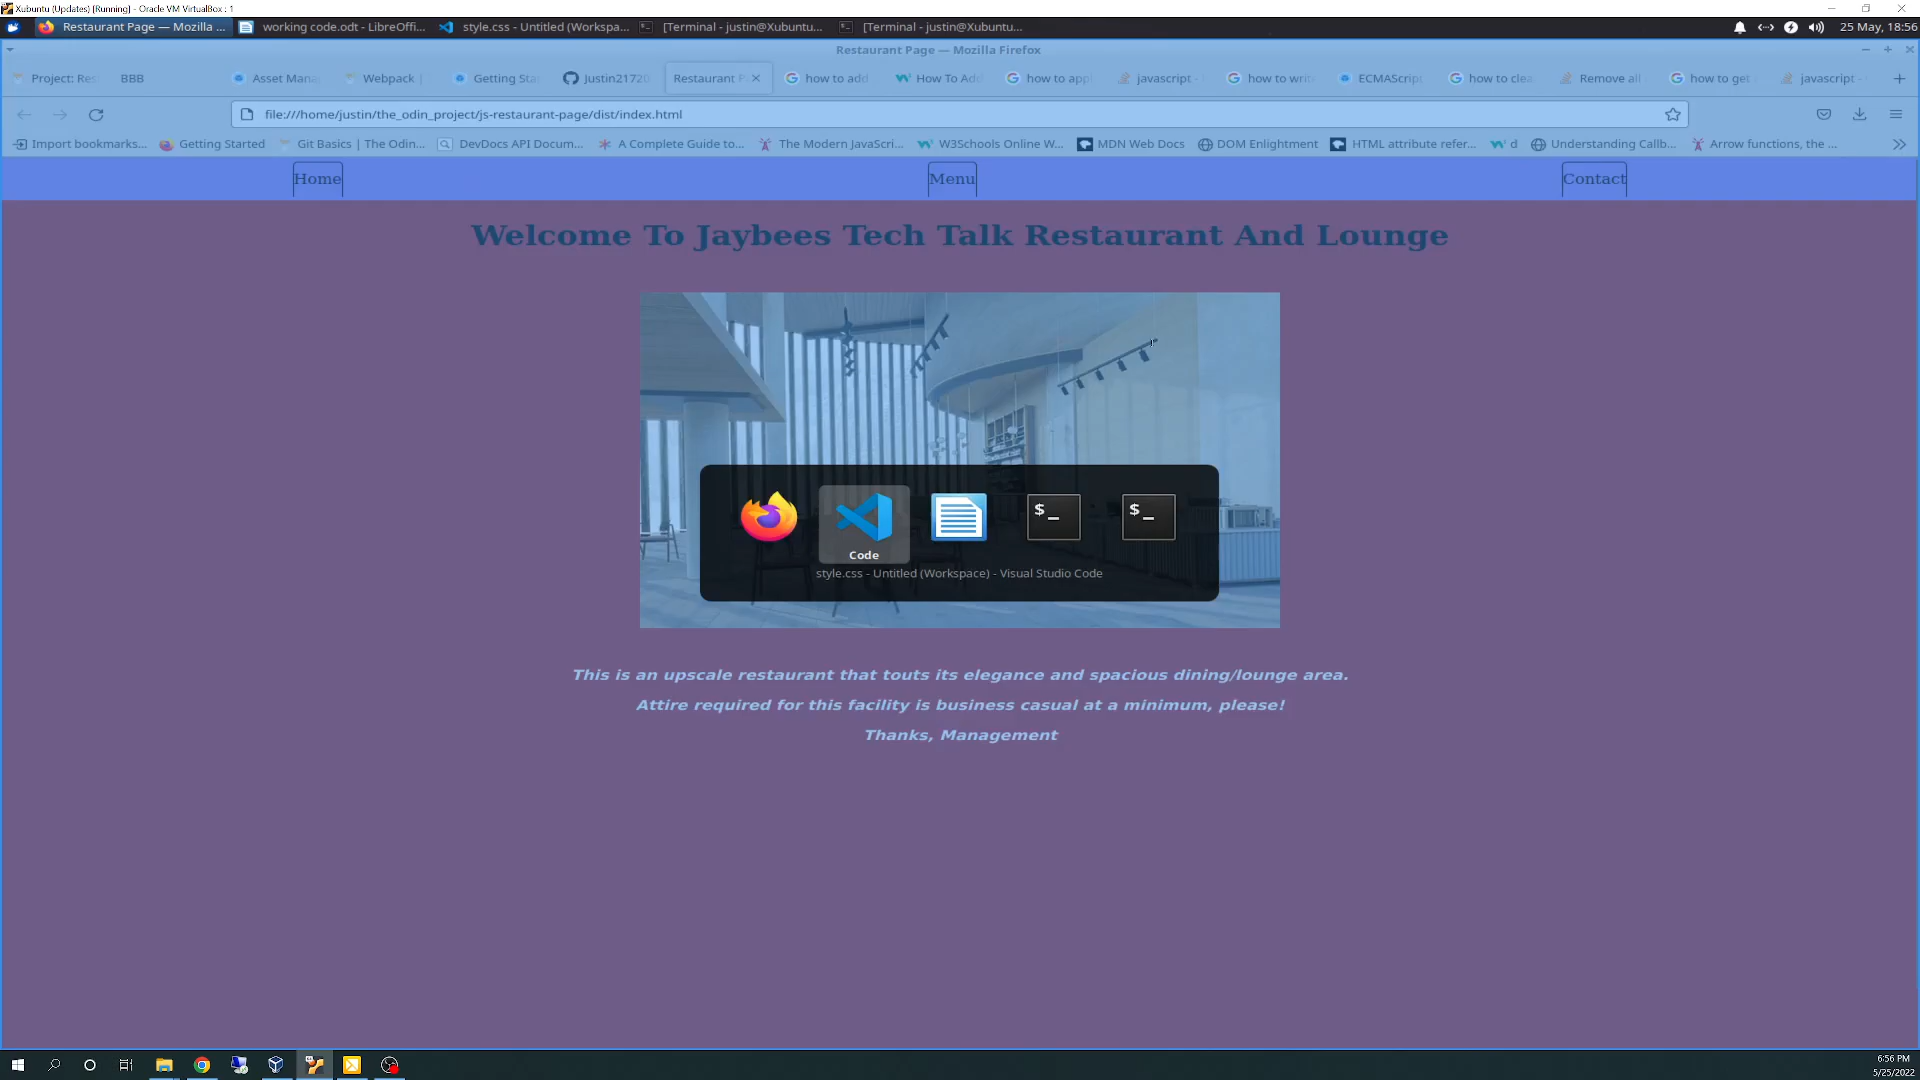 Xubuntu (Updates) [Running] - Oracle VM VirtualBox : 1
Restaurant Page — Mozilla ... working code.odt - LibreOffi... style.css - Untitled (Workspa... [Terminal - justin@Xubuntu... [Terminal - justin@Xubuntu... 25 May, 18:56
Restaurant Page — Mozilla Firefox
Project: Res BBB Asset Mana Webpack | Getting Star Justin21720 Restaurant P how to add How To Add how to appl javascript - how to write ECMAScript how to clea Remove all how to get javascript -
file:///home/justin/the_odin_project/js-restaurant-page/dist/index.html
Import bookmarks... Getting Started Git Basics | The Odin... DevDocs API Docum... A Complete Guide to... The Modern JavaScri... W3Schools Online W... MDN Web Docs DOM Enlightment HTML attribute refer... d Understanding Callb... Arrow functions, the ...
Home Menu Contact
Welcome To Jaybees Tech Talk Restaurant And Lounge
$_ $_
Code
style.css - Untitled (Workspace) - Visual Studio Code
This is an upscale restaurant that touts its elegance and spacious dining/lounge area.
Attire required for this facility is business casual at a minimum, please!
Thanks, Management
6:56 PM
5/25/2022